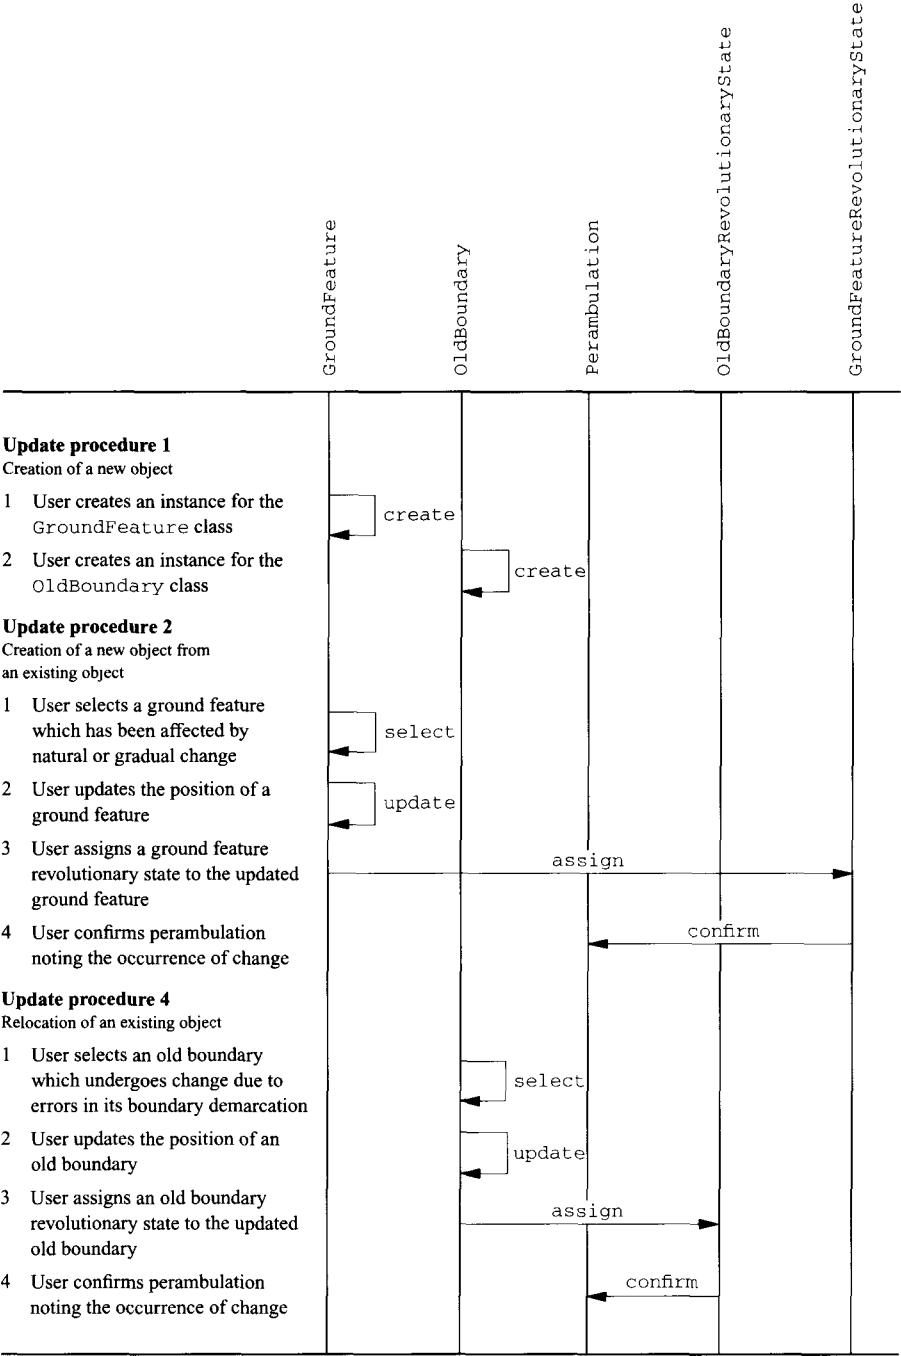 GroundFeature
OldBoundary
Perambulation
OldBoundaryRevolutionaryState
GroundFeatureRevolutionaryState
Update procedure 1
Creation of a new object
1 User creates an instance for the
GroundFeature class
create
2 User creates an instance for the
OldBoundary class
create
Update procedure 2
Creation of a new object from
an existing object
1 User selects a ground feature
which has been affected by
natural or gradual change
select
2 User updates the position of a
ground feature
update
3 User assigns a ground feature
revolutionary state to the updated
ground feature
assign
4 User confirms perambulation
noting the occurrence of change
confirm
Update procedure 4
Relocation of an existing object
1 User selects an old boundary
which undergoes change due to
errors in its boundary demarcation
select
2 User updates the position of an
old boundary
update
3 User assigns an old boundary
revolutionary state to the updated
old boundary
assign
4 User confirms perambulation
noting the occurrence of change
confirm